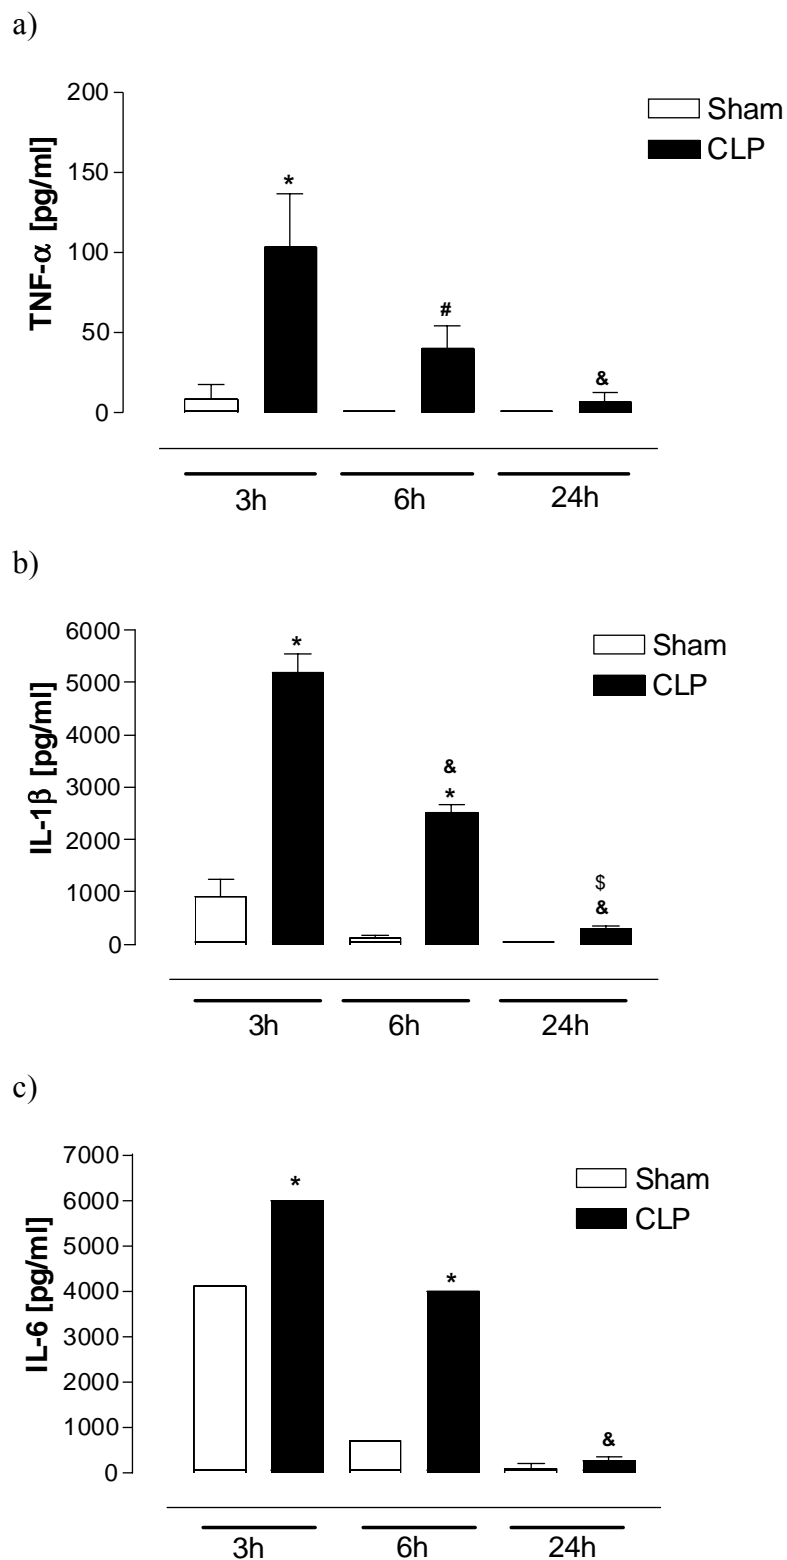 a)
TNF-α [pg/ml]
200
150
100
50
0
*
#
&
Sham
CLP
3h 6h 24h
b)
IL-1β [pg/ml]
6000
5000
4000
3000
2000
1000
0
*
&
*
$
&
Sham
CLP
3h 6h 24h
c)
IL-6 [pg/ml]
7000
6000
5000
4000
3000
2000
1000
0
*
*
&
Sham
CLP
3h 6h 24h